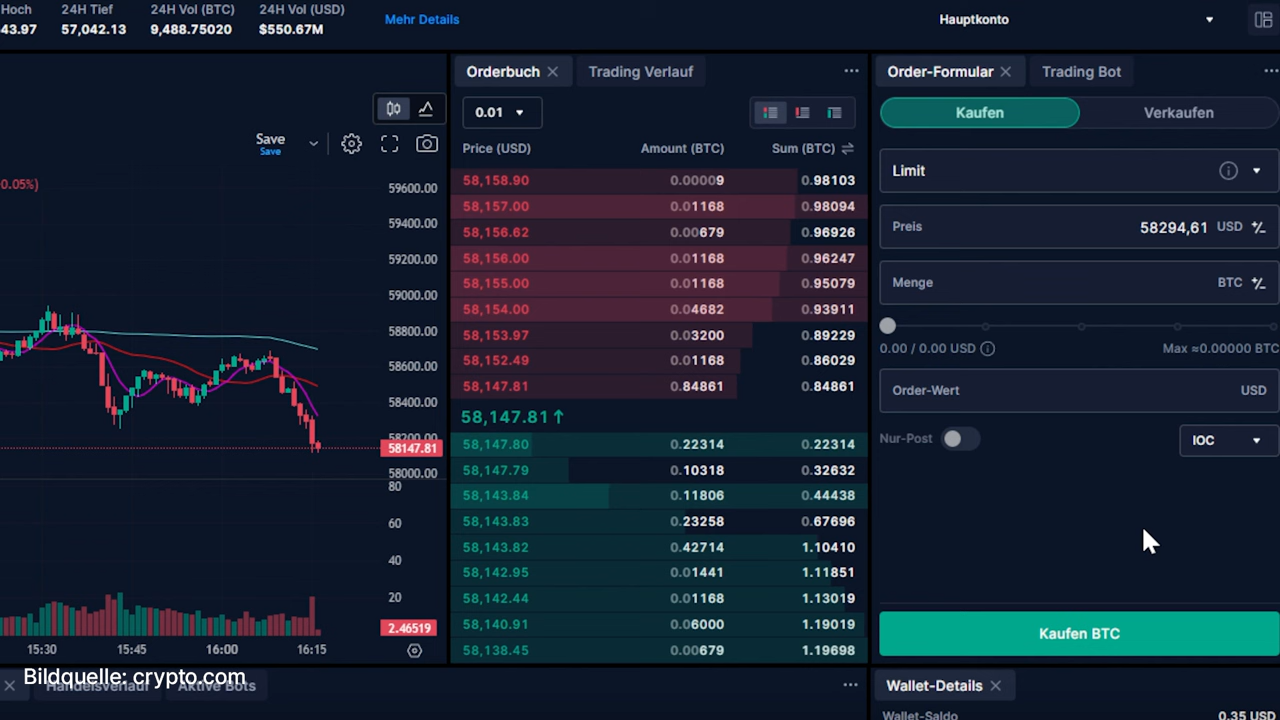 Hoch 24H Tief 24H Vol (BTC) 24H Vol (USD)
43.97 57,042.13 9,488.75020 $550.67M
Mehr Details
Hauptkonto
Save
Save
0.05%)
59600.00
59400.00
59200.00
59000.00
58800.00
58600.00
58400.00
58200.00
58147.81
58000.00
80
60
40
20
2.46519
15:30 15:45 16:00 16:15
Orderbuch Trading Verlauf
0.01
Price (USD) Amount (BTC) Sum (BTC)
58,158.90 0.00009 0.98103
58,157.00 0.01168 0.98094
58,156.62 0.00679 0.96926
58,156.00 0.01168 0.96247
58,155.00 0.01168 0.95079
58,154.00 0.04682 0.93911
58,153.97 0.03200 0.89229
58,152.49 0.01168 0.86029
58,147.81 0.84861 0.84861
58,147.81↑
58,147.80 0.22314 0.22314
58,147.79 0.10318 0.32632
58,143.84 0.11806 0.44438
58,143.83 0.23258 0.67696
58,143.82 0.42714 1.10410
58,142.95 0.01441 1.11851
58,142.44 0.01168 1.13019
58,140.91 0.06000 1.19019
58,138.45 0.00679 1.19698
Order-Formular Trading Bot
Kaufen Verkaufen
Limit
Preis 58294,61 USD
Menge BTC
0.00 / 0.00 USD Max ≈0.00000 BTC
Order-Wert USD
Nur-Post IOC
Kaufen BTC
Handelsverlauf Aktive Bots
Bildquelle: crypto.com
Wallet-Details
Wallet-Saldo 0.35 USD